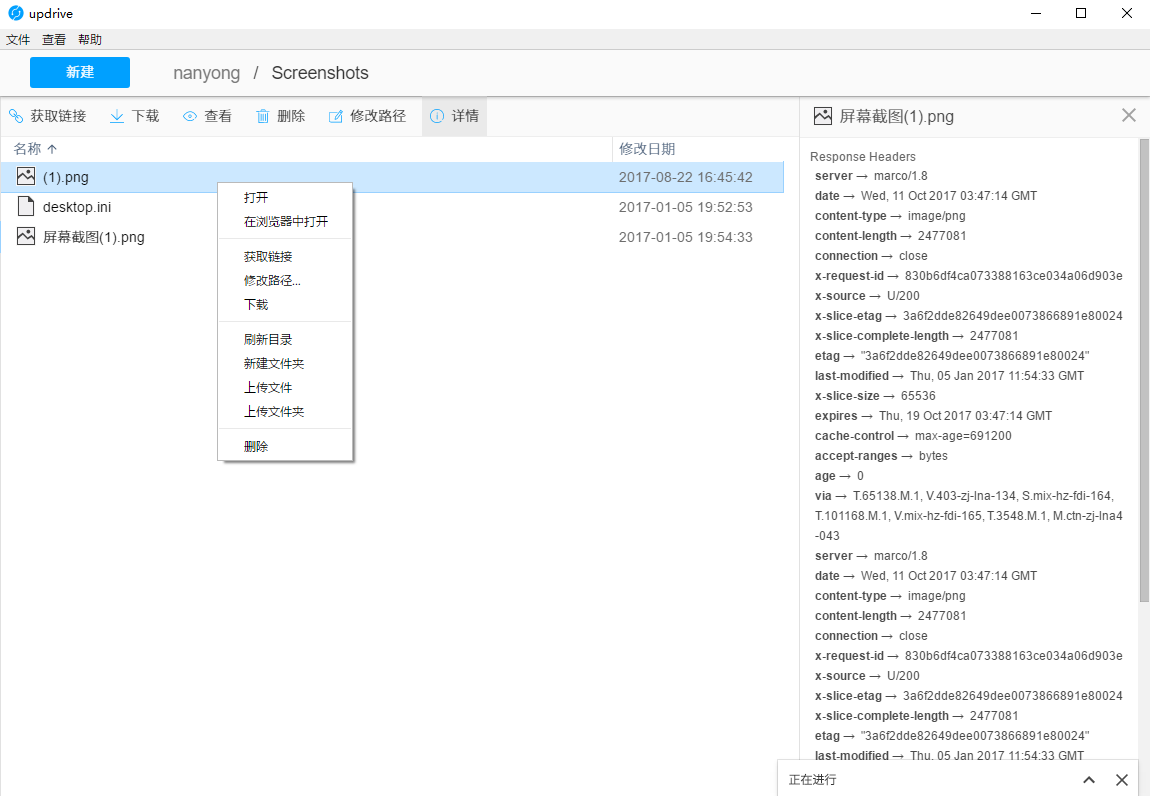 updrive
文件 查看 帮助
新建 nanyong / Screenshots
获取链接 下载 查看 删除 修改路径 详情
名称 修改日期
(1).png 2017-08-22 16:45:42
desktop.ini 2017-01-05 19:52:53
屏幕截图(1).png 2017-01-05 19:54:33
打开
在浏览器中打开
获取链接
修改路径...
下载
刷新目录
新建文件夹
上传文件
上传文件夹
删除
屏幕截图(1).png
Response Headers
server → marco/1.8
date → Wed, 11 Oct 2017 03:47:14 GMT
content-type → image/png
content-length → 2477081
connection → close
x-request-id → 830b6df4ca073388163ce034a06d903e
x-source → U/200
x-slice-etag → 3a6f2dde82649dee0073866891e80024
x-slice-complete-length → 2477081
etag → "3a6f2dde82649dee0073866891e80024"
last-modified → Thu, 05 Jan 2017 11:54:33 GMT
x-slice-size → 65536
expires → Thu, 19 Oct 2017 03:47:14 GMT
cache-control → max-age=691200
accept-ranges → bytes
age → 0
via → T.65138.M.1, V.403-zj-lna-134, S.mix-hz-fdi-164,
T.101168.M.1, V.mix-hz-fdi-165, T.3548.M.1, M.ctn-zj-lna4
-043
server → marco/1.8
date → Wed, 11 Oct 2017 03:47:14 GMT
content-type → image/png
content-length → 2477081
connection → close
x-request-id → 830b6df4ca073388163ce034a06d903e
x-source → U/200
x-slice-etag → 3a6f2dde82649dee0073866891e80024
x-slice-complete-length → 2477081
etag → "3a6f2dde82649dee0073866891e80024"
last-modified → Thu, 05 Jan 2017 11:54:33 GMT
正在进行